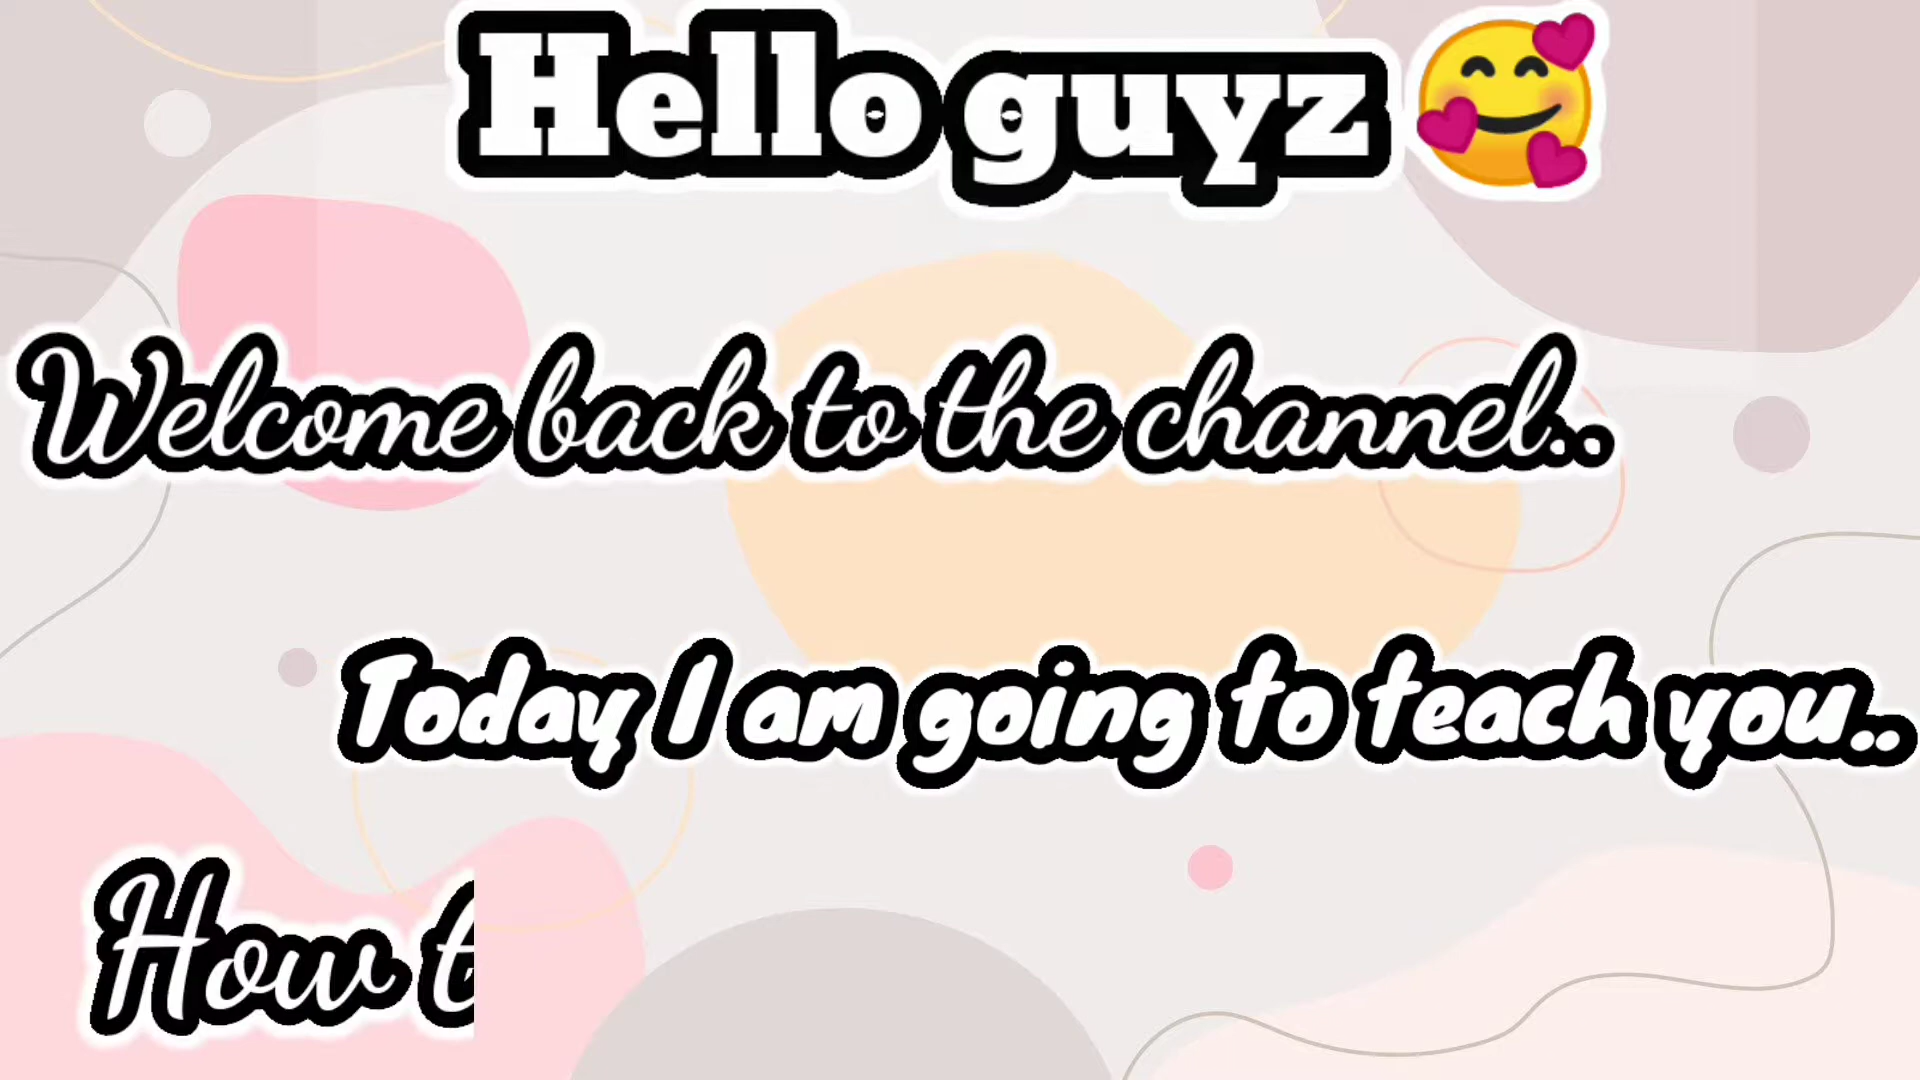 Hello guyz 🥰
Welcome back to the channel..
Today I am going to teach you..
How